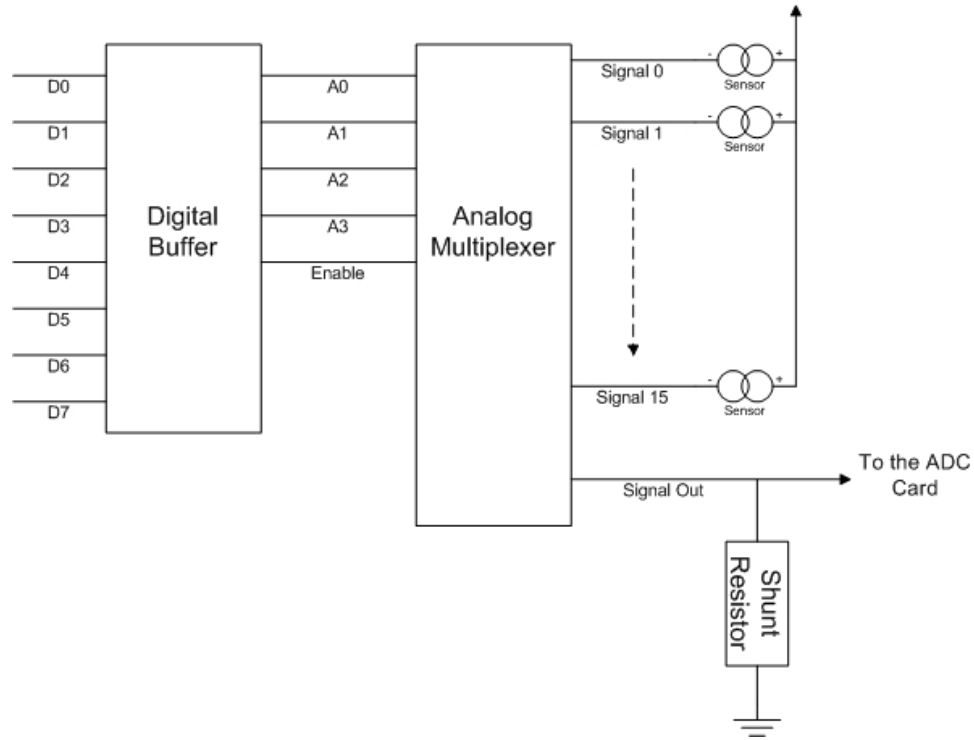 D0
D1
D2
D3
D4
D5
D6
D7
Digital
Buffer
A0
A1
A2
A3
Enable
Analog
Multiplexer
Signal 0
- +
Sensor
Signal 1
- +
Sensor
Signal 15
- +
Sensor
Signal Out
To the ADC
Card
Shunt
Resistor